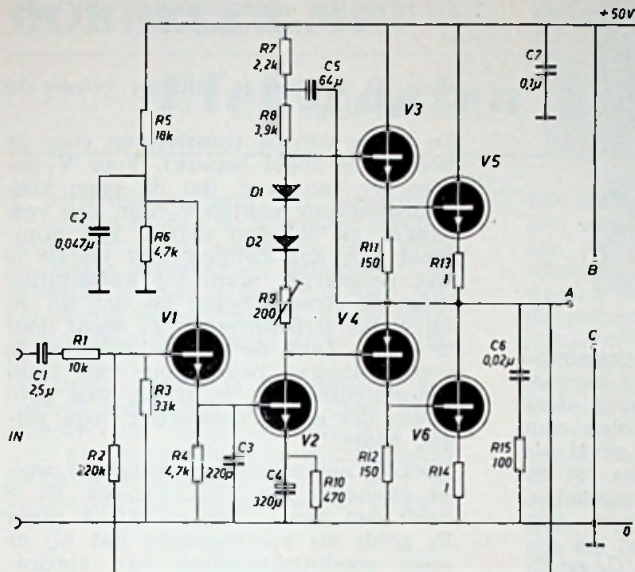 +50V
R7
2,2k
C5
64µ
C7
0,1µ
R8
3,9k
V3
R5
18k
V5
C2
0,047µ
R6
4,7k
D1
D2
R11
150
R13
1
B
A
R9
200
V1
V4
R1
10k
C1
2,5µ
C6
0,02µ
C
R3
33k
V2
V6
IN
R2
220k
R4
4,7k
C3
220p
C4
320µ
R10
470
R12
150
R14
1
R15
100
0